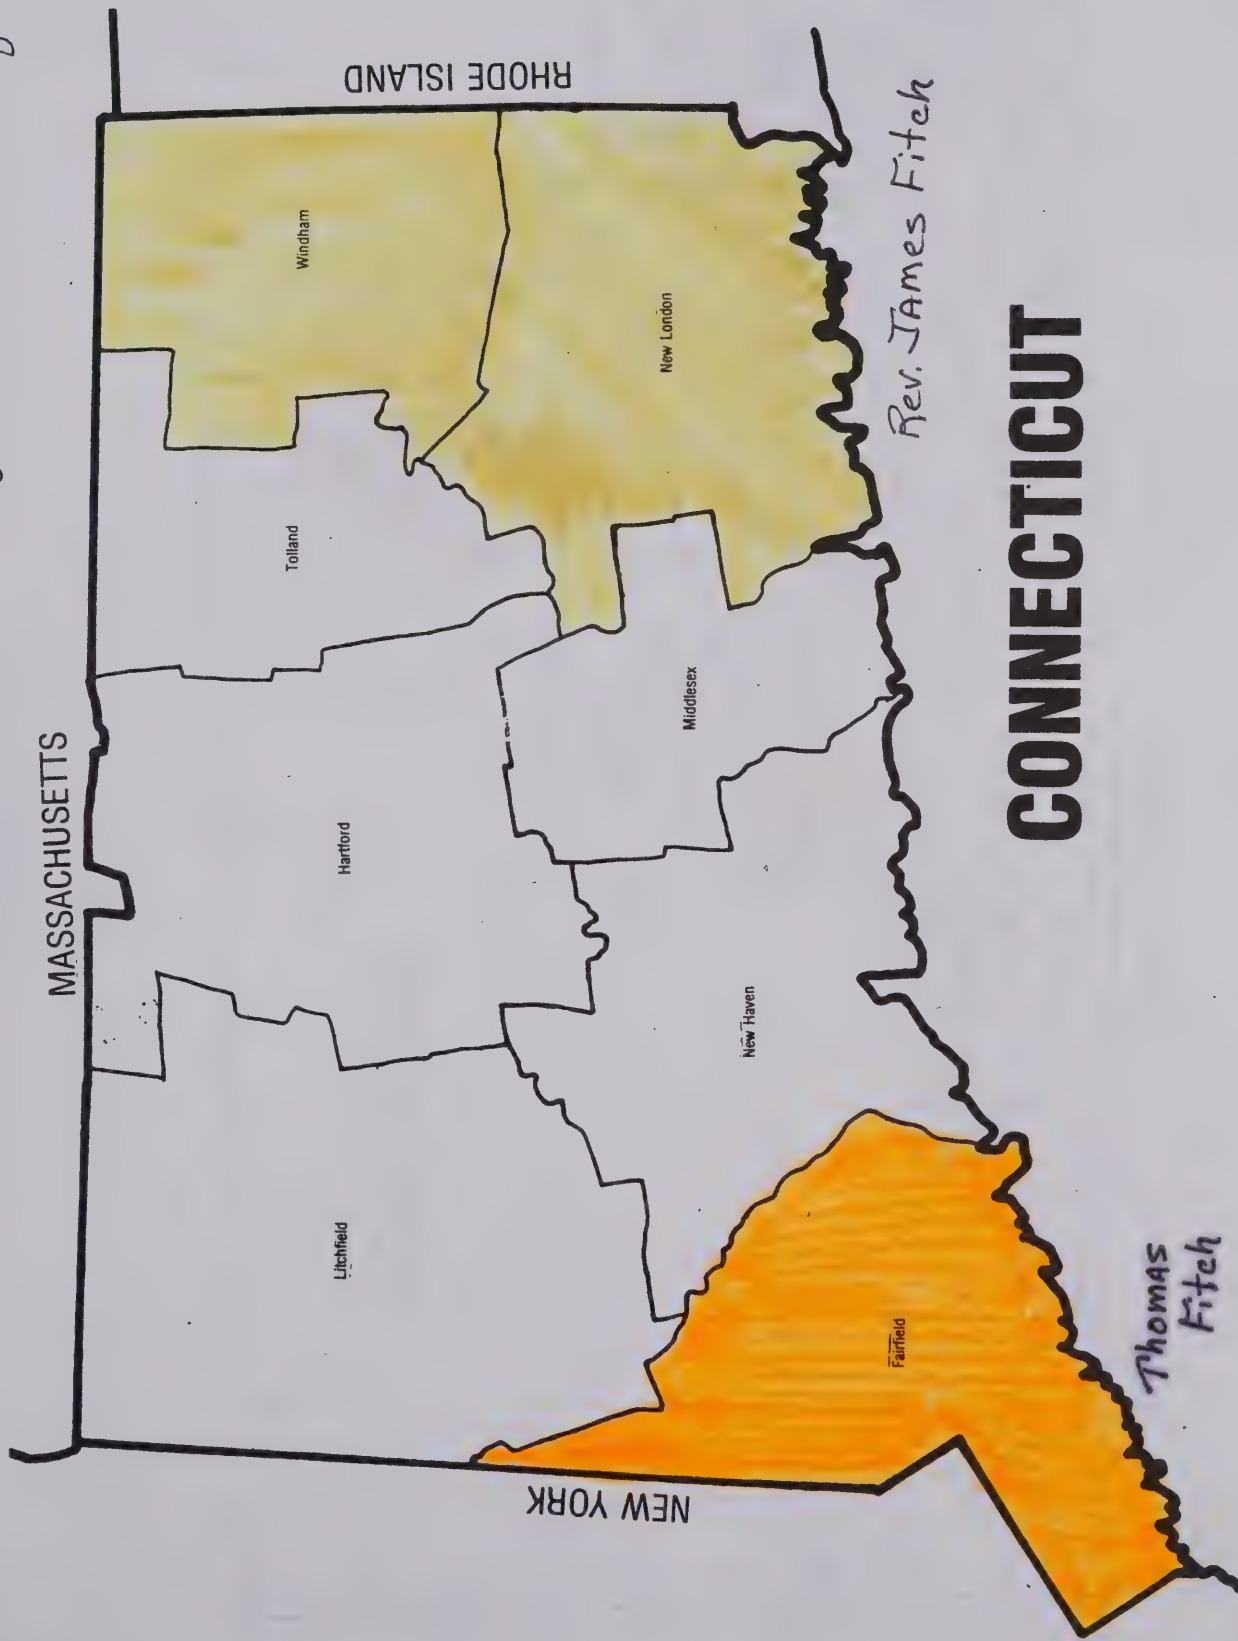 MASSACHUSETTS
RHODE ISLAND
NEW YORK
Litchfield
Hartford
Tolland
Windham
Fairfield
New Haven
Middlesex
New London
Thomas
Fitch
CONNECTICUT
Rev. James Fitch